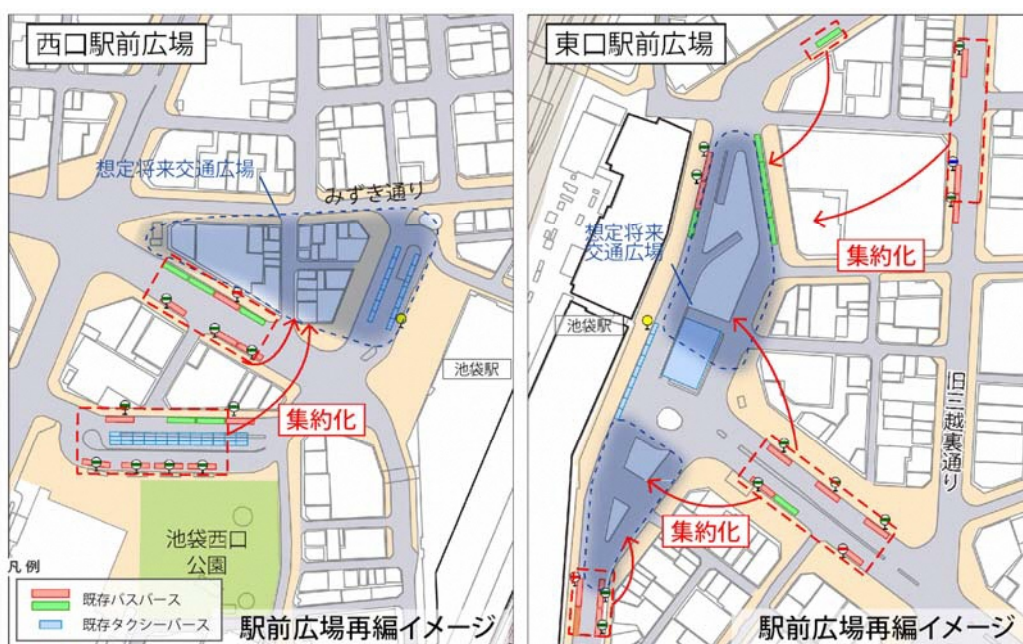 西口駅前広場
想定将来交通広場
みずき通り
池袋駅
集約化
池袋西口
公園
凡例
既存バスバース
既存タクシーバース
駅前広場再編イメージ
東口駅前広場
集約化
想定将来
交通広場
池袋駅
旧三越裏通り
集約化
駅前広場再編イメージ